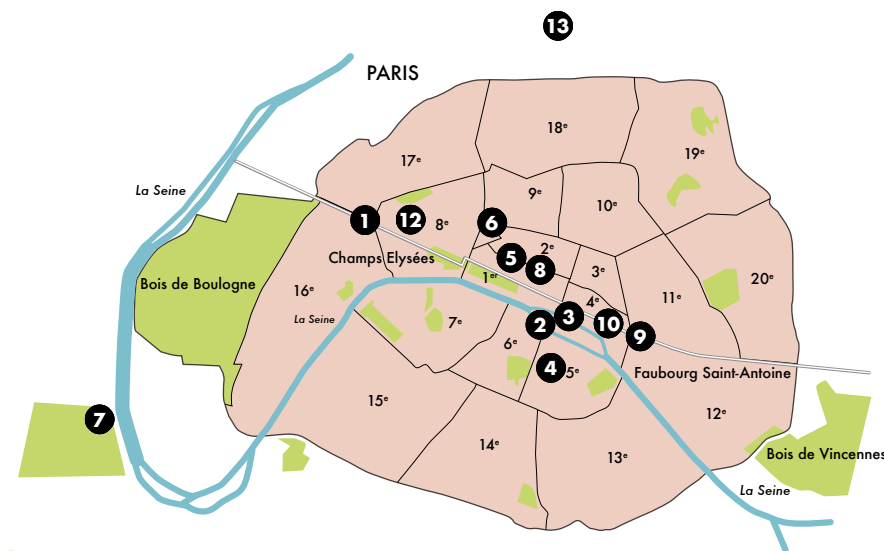 13
PARIS
18ᵉ
17ᵉ
19ᵉ
La Seine
9ᵉ
10ᵉ
1
12
8ᵉ
6
Champs Elysées
5
2ᵉ
8
3ᵉ
1ᵉʳ
20ᵉ
Bois de Boulogne
16ᵉ
11ᵉ
4ᵉ
La Seine
7ᵉ
2
3
10
9
6ᵉ
4
5ᵉ
Faubourg Saint-Antoine
15ᵉ
12ᵉ
7
14ᵉ
13ᵉ
Bois de Vincennes
La Seine